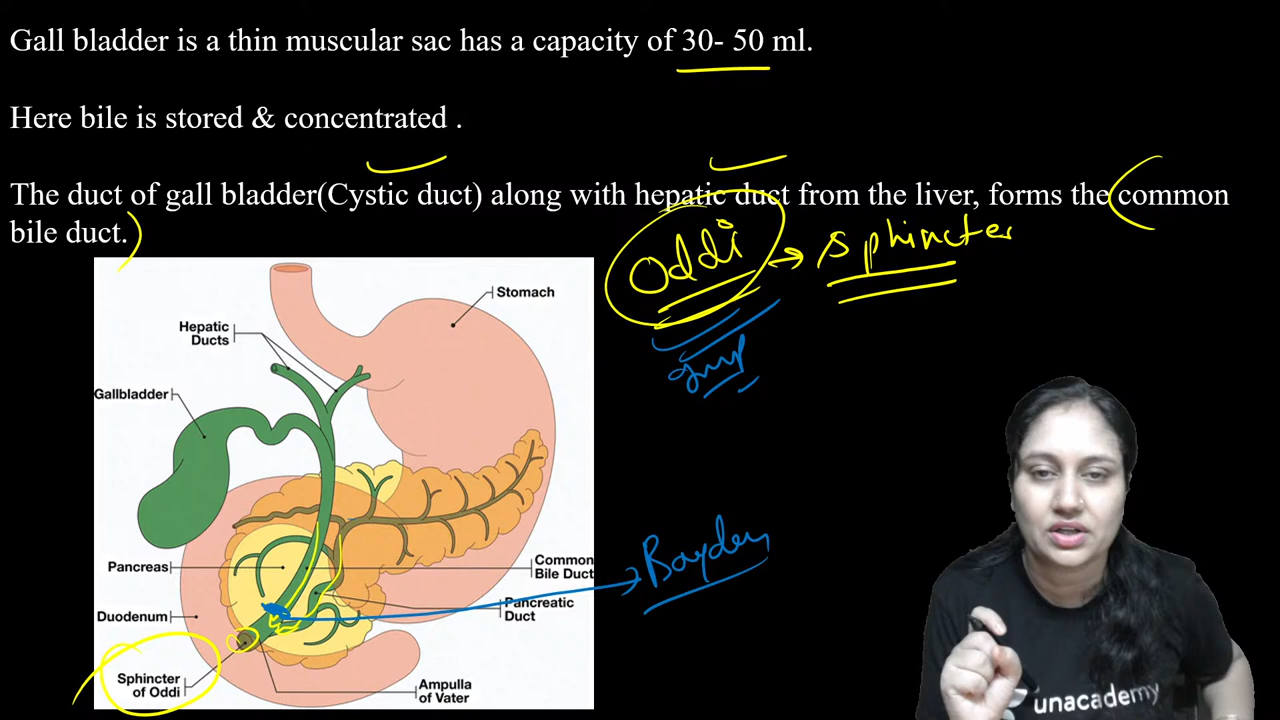 Gall bladder is a thin muscular sac has a capacity of 30- 50 ml.
Here bile is stored & concentrated .
The duct of gall bladder(Cystic duct) along with hepatic duct from the liver, forms the common
bile duct.
Oddi → Sphincter
Stomach
Hepatic
Ducts
Gallbladder
Boyden
Pancreas
Common
Bile Duct
Duodenum
Pancreatic
Duct
Sphincter
of Oddi
Ampulla
of Vater
unacademy